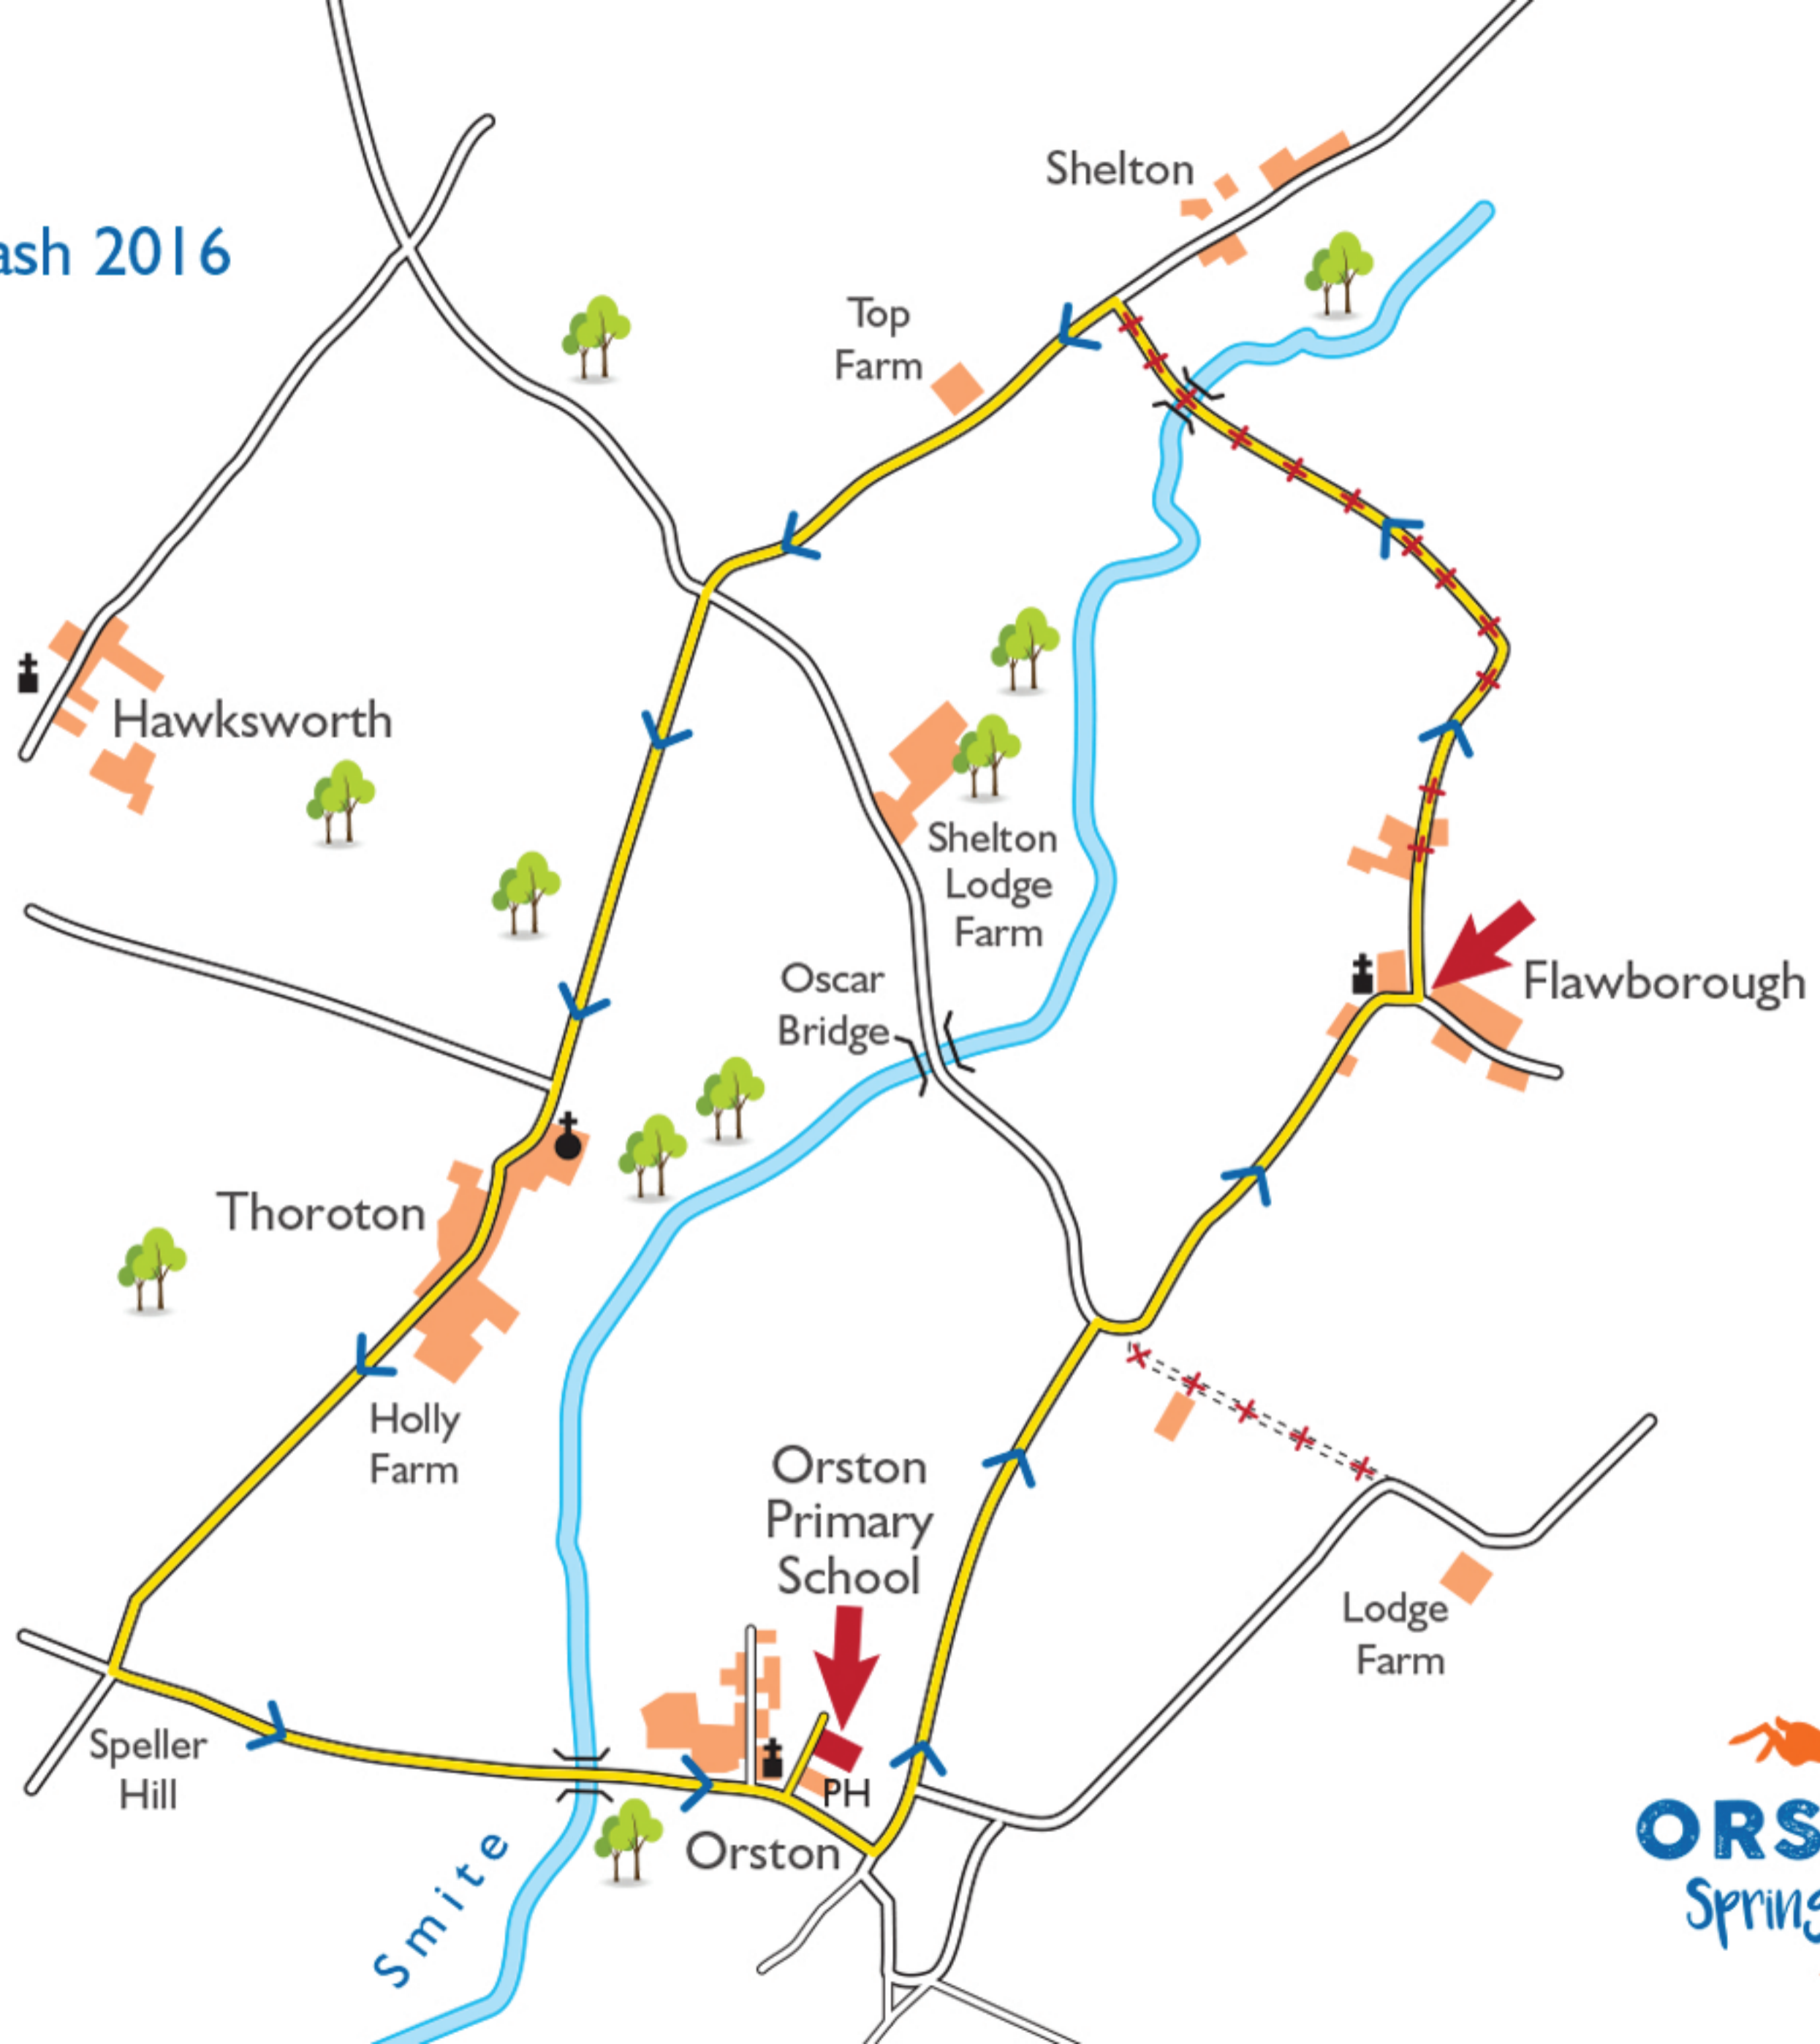 Shelton
ash 2016
Top
Farm
Hawksworth
Shelton
Lodge
Farm
Oscar
Bridge
Flawborough
Thoroton
Holly
Farm
Orston
Primary
School
Lodge
Farm
Speller
Hill
PH
Orston
Smite
ORS
Spring